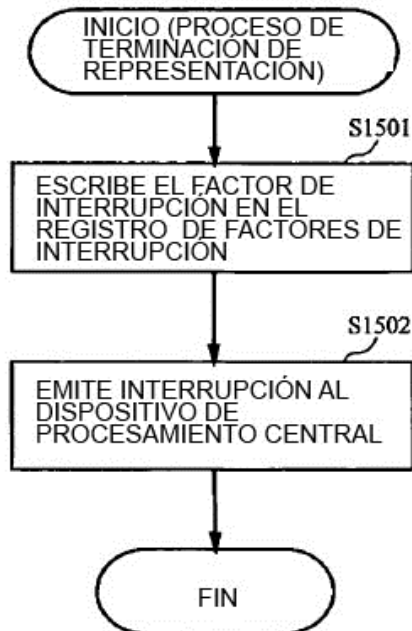 INICIO (PROCESO DE
TERMINACIÓN DE
REPRESENTACIÓN)
S1501
ESCRIBE EL FACTOR DE
INTERRUPCIÓN EN EL
REGISTRO DE FACTORES DE
INTERRUPCIÓN
S1502
EMITE INTERRUPCIÓN AL
DISPOSITIVO DE
PROCESAMIENTO CENTRAL
FIN